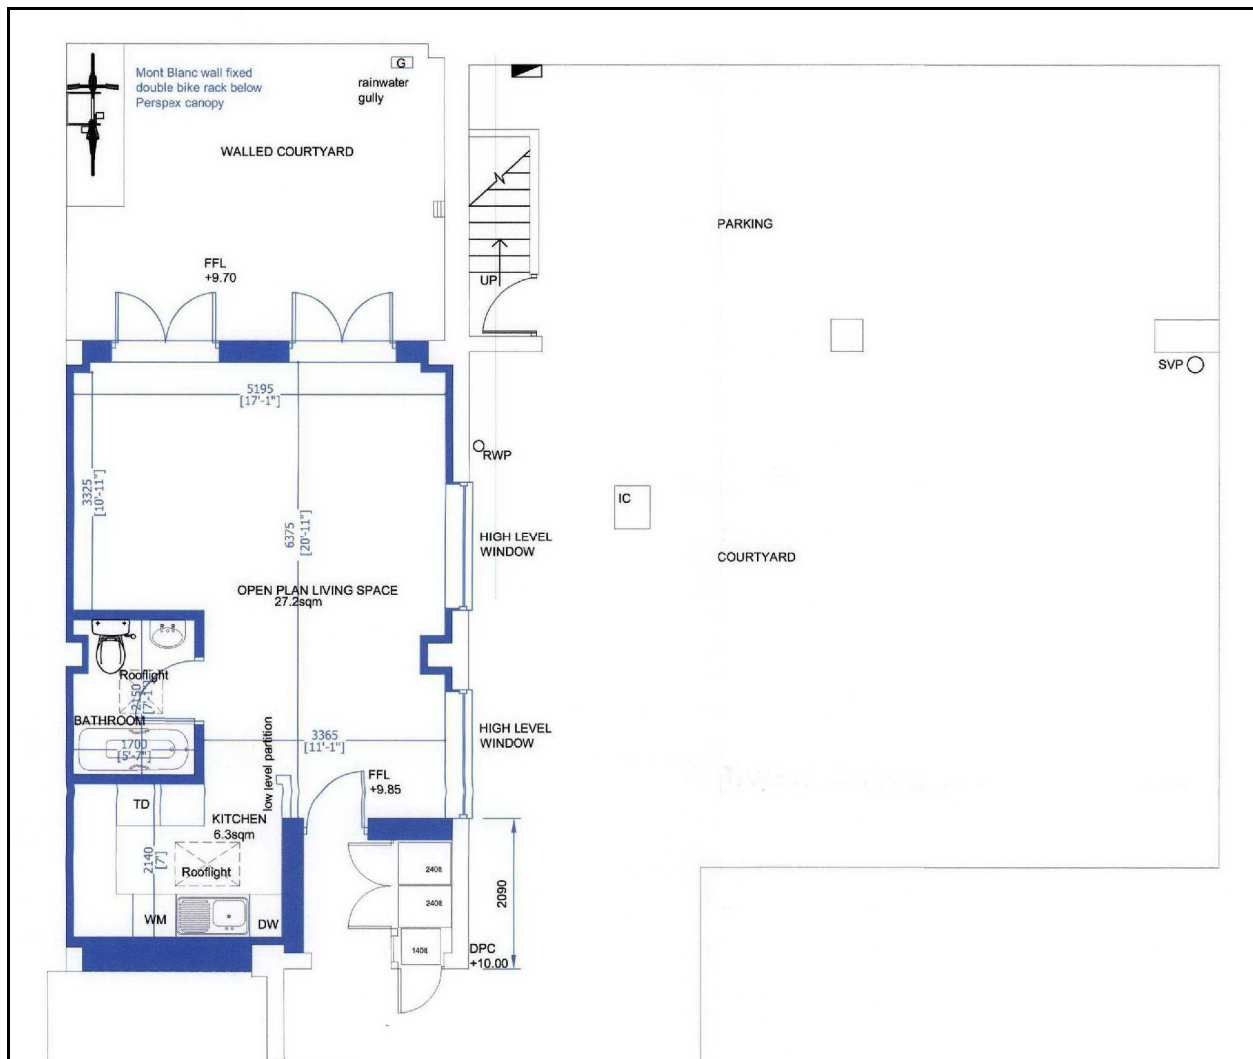 Mont Blanc wall fixed
double bike rack below
Perspex canopy
G
rainwater
gully
WALLED COURTYARD
PARKING
FFL
+9.70
UP
SVP
5195
[17'-1"]
RWP
3325
[10'-11"]
6375
[20'-11"]
IC
HIGH LEVEL
WINDOW
COURTYARD
OPEN PLAN LIVING SPACE
27.2sqm
Rooflight
2150
[7'-1"]
BATHROOM
1700
[5'-7"]
low level partition
3365
[11'-1"]
HIGH LEVEL
WINDOW
FFL
+9.85
TD
KITCHEN
6.3sqm
2140
[7']
Rooflight
240lt
240lt
2090
WM
DW
140lt
DPC
+10.00